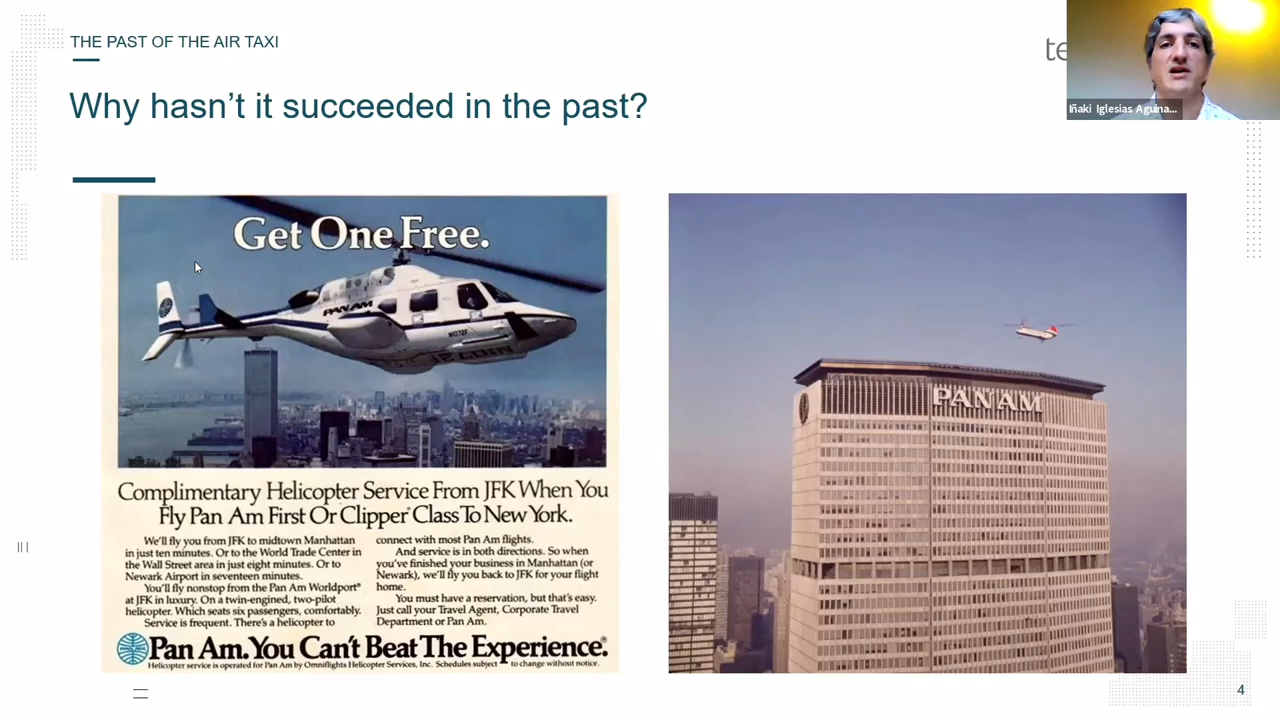 THE PAST OF THE AIR TAXI
te
Iñaki Iglesias Aguina...
Why hasn't it succeeded in the past?
Get One Free.
PAN AM
N1072F
Complimentary Helicopter Service From JFK When You
Fly Pan Am First Or Clipper® Class To New York.
We'll fly you from JFK to midtown Manhattan
in just ten minutes. Or to the World Trade Center in
the Wall Street area in just eight minutes. Or to
Newark Airport in seventeen minutes.
You'll fly nonstop from the Pan Am Worldport®
at JFK in luxury. On a twin-engined, two-pilot
helicopter. Which seats six passengers, comfortably.
Service is frequent. There's a helicopter to
connect with most Pan Am flights.
And service is in both directions. So when
you've finished your business in Manhattan (or
Newark), we'll fly you back to JFK for your flight
home.
You must have a reservation, but that's easy.
Just call your Travel Agent, Corporate Travel
Department or Pan Am.
Pan Am. You Can't Beat The Experience.®
Helicopter service is operated for Pan Am by Omniflights Helicopter Services, Inc. Schedules subject to change without notice.
PAN AM
4